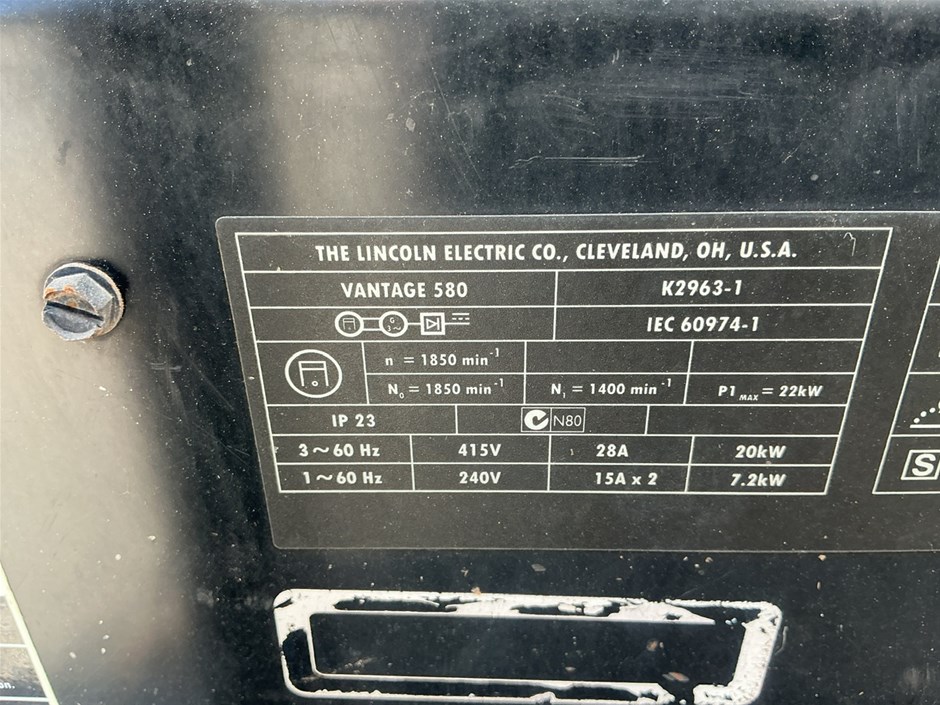 THE LINCOLN ELECTRIC CO., CLEVELAND, OH, U.S.A.
VANTAGE 580 K2963-1
G 3~ IEC 60974-1
n = 1850 min⁻¹
N₀ = 1850 min⁻¹ N₁ = 1400 min⁻¹ P1 MAX = 22kW
IP 23 N80
3~60 Hz 415V 28A 20kW
1~60 Hz 240V 15A x 2 7.2kW
S
on.